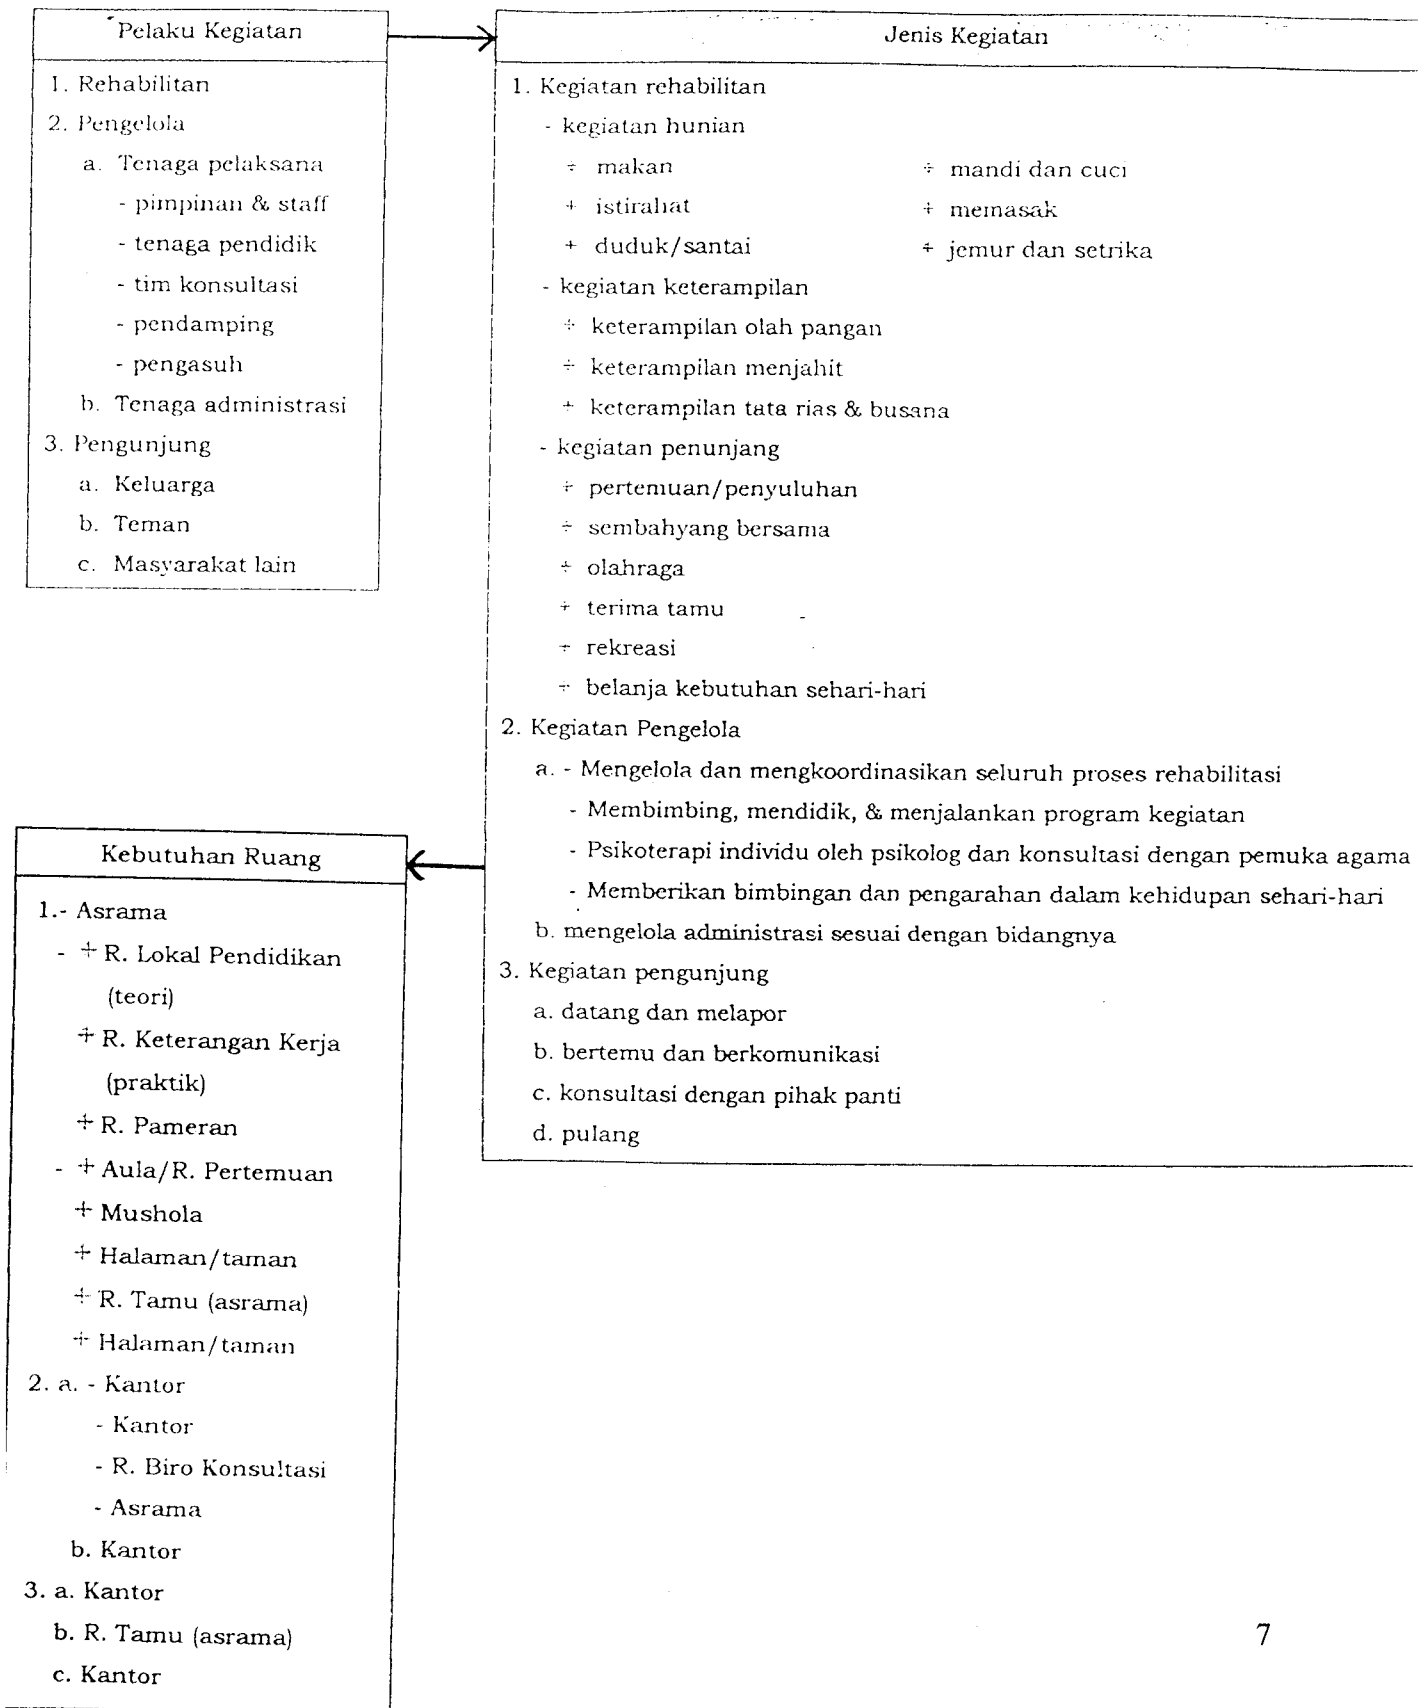 Pelaku Kegiatan
1. Rehabilitan
2. Pengelola
a. Tenaga pelaksana
- pimpinan & staff
- tenaga pendidik
- tim konsultasi
- pendamping
- pengasuh
b. Tenaga administrasi
3. Pengunjung
a. Keluarga
b. Teman
c. Masyarakat lain
Jenis Kegiatan
1. Kegiatan rehabilitan
- kegiatan hunian
+ makan + mandi dan cuci
+ istirahat + memasak
+ duduk/santai + jemur dan setrika
- kegiatan keterampilan
+ keterampilan olah pangan
+ keterampilan menjahit
+ keterampilan tata rias & busana
- kegiatan penunjang
+ pertemuan/penyuluhan
+ sembahyang bersama
+ olahraga
+ terima tamu
+ rekreasi
+ belanja kebutuhan sehari-hari
2. Kegiatan Pengelola
a. - Mengelola dan mengkoordinasikan seluruh proses rehabilitasi
- Membimbing, mendidik, & menjalankan program kegiatan
- Psikoterapi individu oleh psikolog dan konsultasi dengan pemuka agama
- Memberikan bimbingan dan pengarahan dalam kehidupan sehari-hari
b. mengelola administrasi sesuai dengan bidangnya
3. Kegiatan pengunjung
a. datang dan melapor
b. bertemu dan berkomunikasi
c. konsultasi dengan pihak panti
d. pulang
Kebutuhan Ruang
1.- Asrama
- + R. Lokal Pendidikan
(teori)
+ R. Keterangan Kerja
(praktik)
+ R. Pameran
- + Aula/R. Pertemuan
+ Mushola
+ Halaman/taman
+ R. Tamu (asrama)
+ Halaman/taman
2. a. - Kantor
- Kantor
- R. Biro Konsultasi
- Asrama
b. Kantor
3. a. Kantor
b. R. Tamu (asrama)
c. Kantor
7